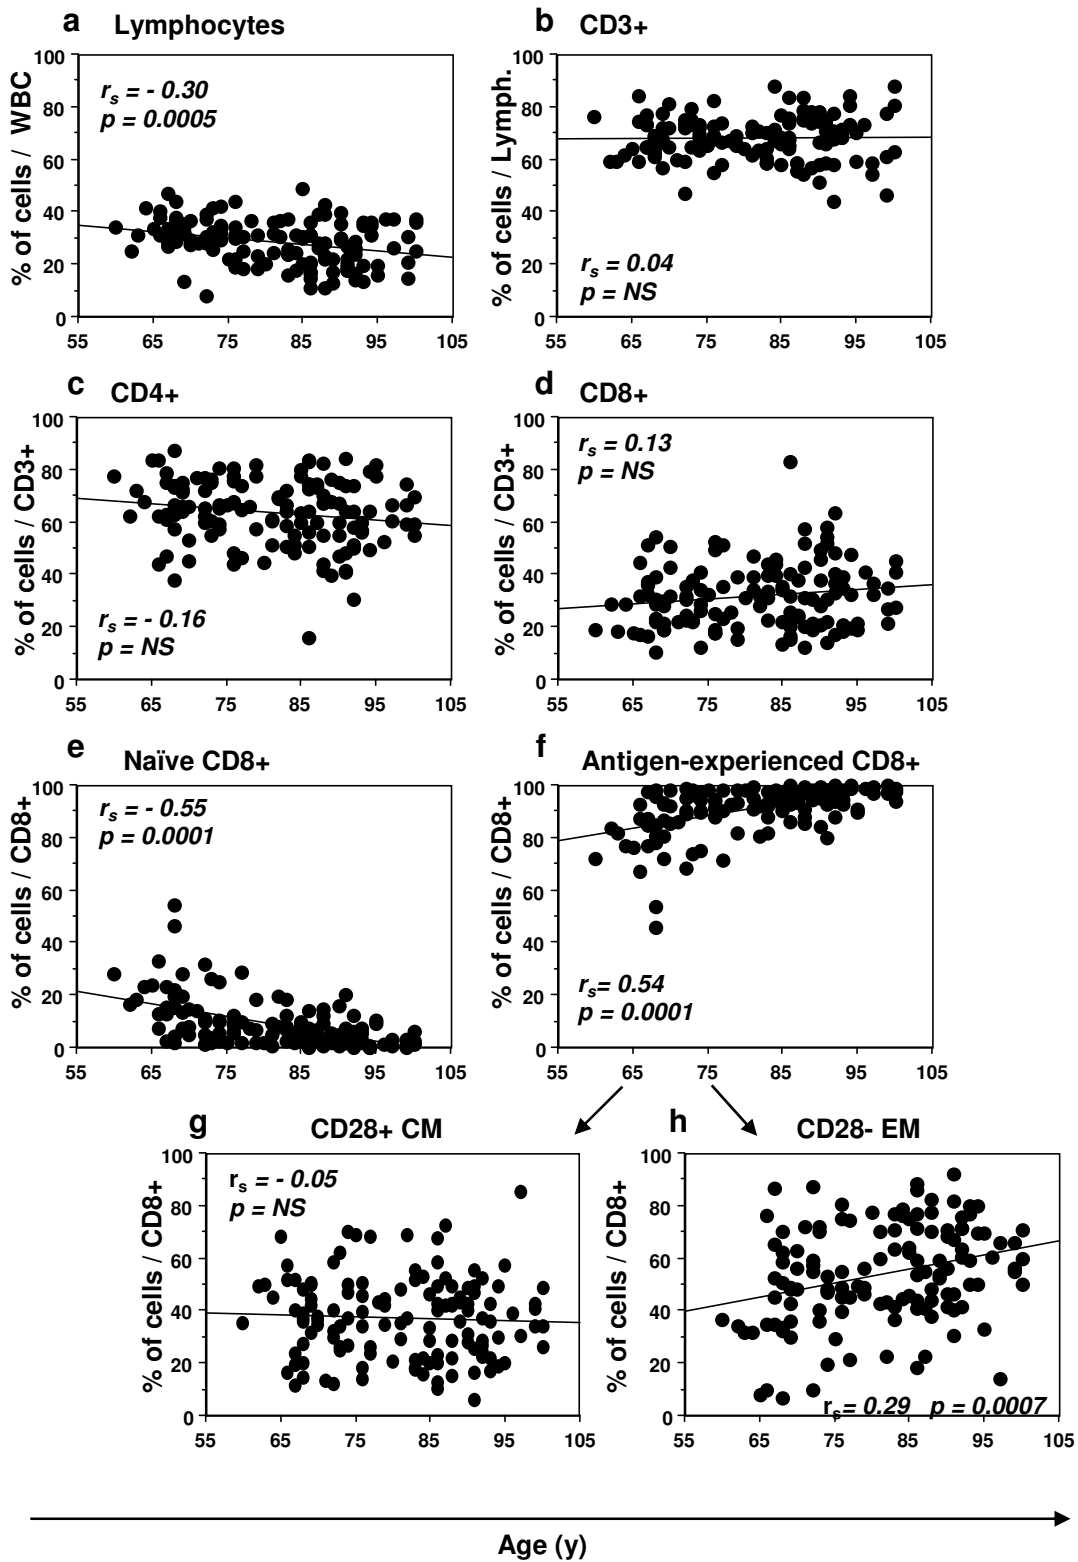 a Lymphocytes
b CD3+
% of cells / WBC
100
80
60
40
20
0
r_s = - 0.30
p = 0.0005
55 65 75 85 95 105
% of cells / Lymph.
100
80
60
40
20
0
r_s = 0.04
p = NS
55 65 75 85 95 105
c CD4+
d CD8+
% of cells / CD3+
100
80
60
40
20
0
r_s = - 0.16
p = NS
55 65 75 85 95 105
% of cells / CD3+
100
80
60
40
20
0
r_s = 0.13
p = NS
55 65 75 85 95 105
e Naïve CD8+
f Antigen-experienced CD8+
% of cells / CD8+
100
80
60
40
20
0
r_s = - 0.55
p = 0.0001
55 65 75 85 95 105
% of cells / CD8+
100
80
60
40
20
0
r_s= 0.54
p = 0.0001
55 65 75 85 95 105
g CD28+ CM
h CD28- EM
% of cells / CD8+
100
80
60
40
20
0
r_s = - 0.05
p = NS
55 65 75 85 95 105
% of cells / CD8+
100
80
60
40
20
0
r_s= 0.29 p = 0.0007
55 65 75 85 95 105
Age (y)